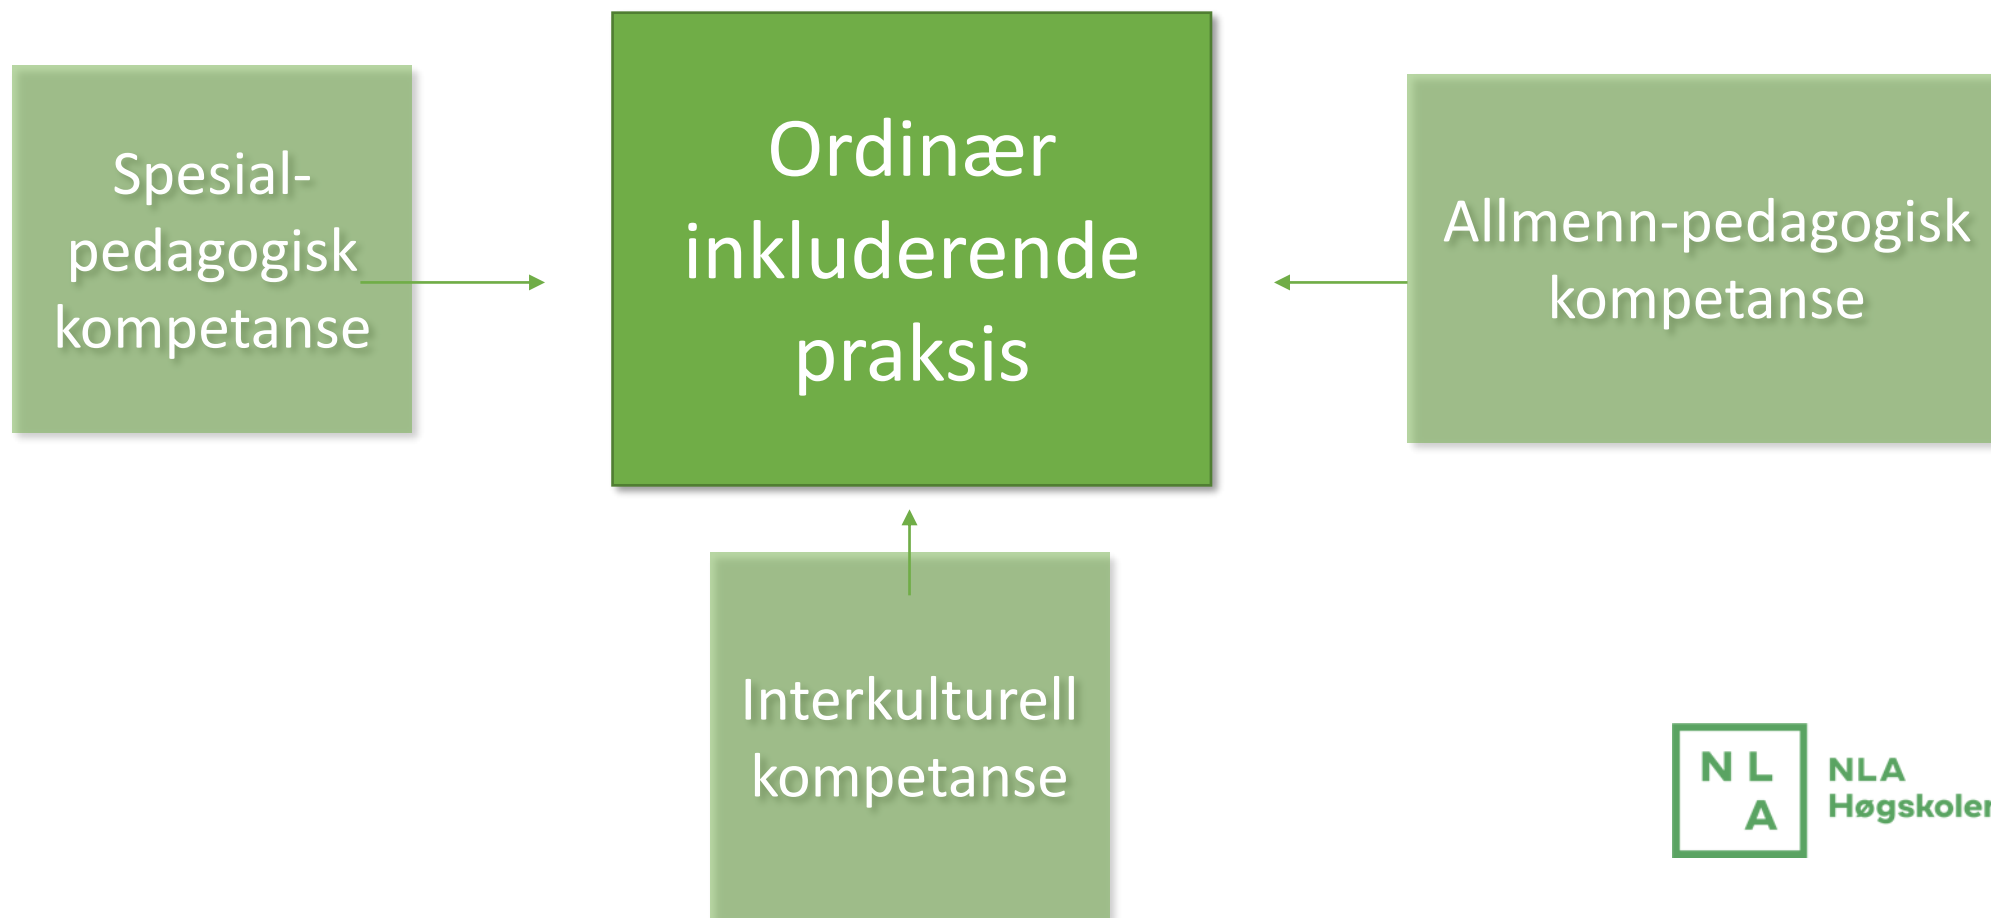 Spesial-
pedagogisk
kompetanse
Ordinær
inkluderende
praksis
Allmenn-pedagogisk
kompetanse
Interkulturell
kompetanse
N L
A
NLA
Høgskolen